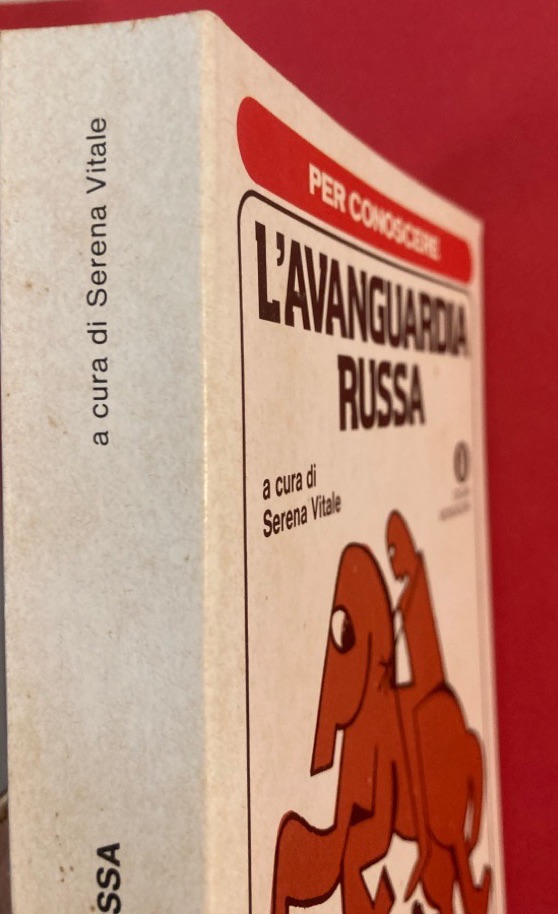 a cura di Serena Vitale
SSA
PER CONOSCERE
L'AVANGUARDIA
RUSSA
a cura di
Serena Vitale